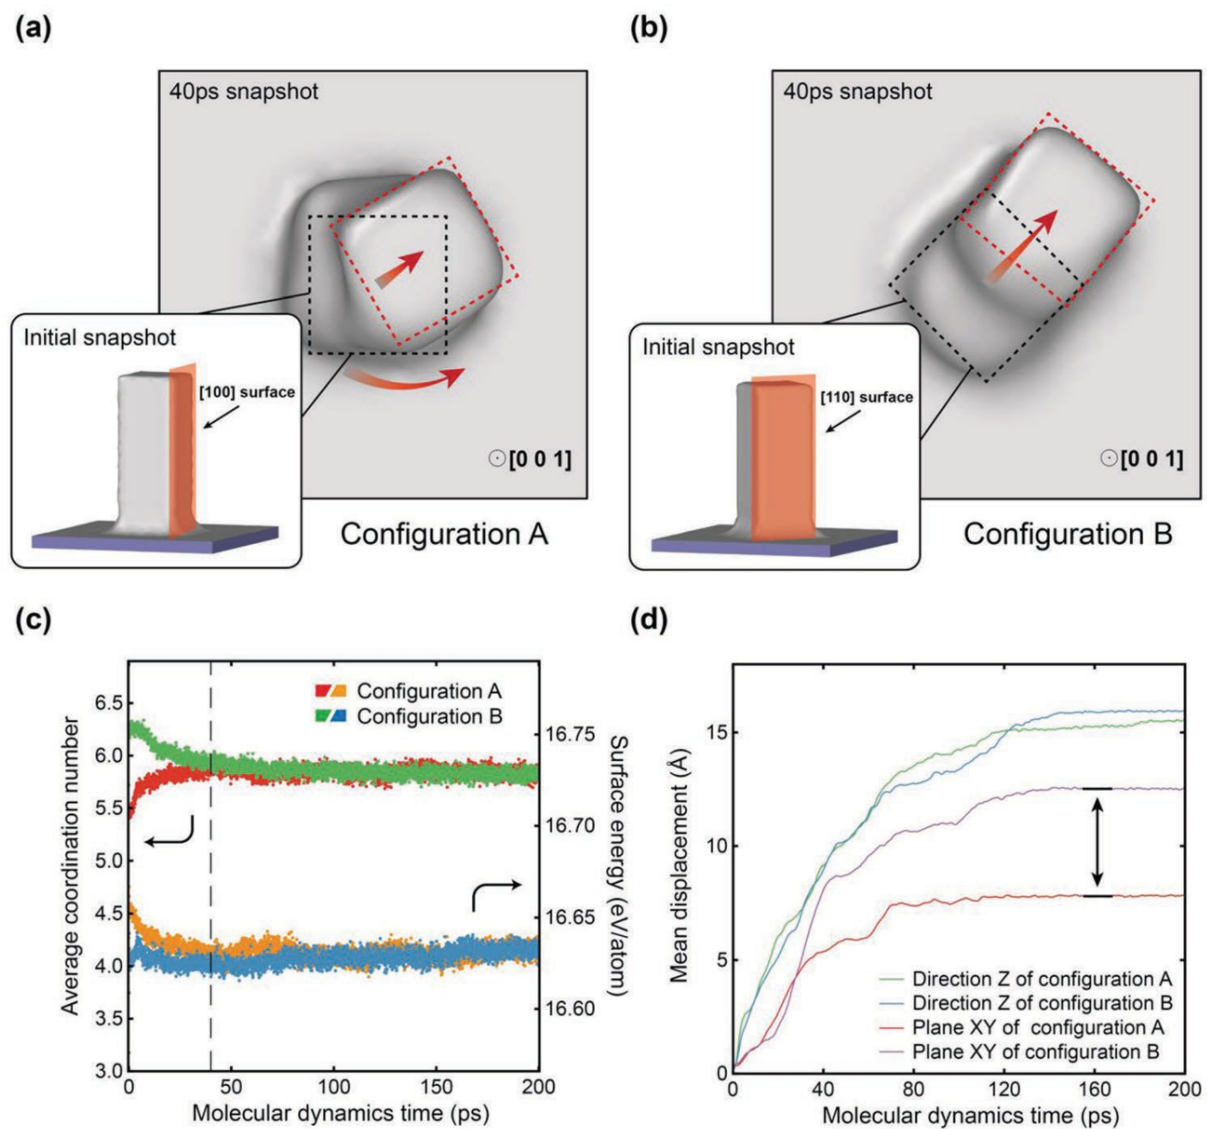 (a)
40ps snapshot
Initial snapshot
[100] surface
⊙[0 0 1]
Configuration A
(b)
40ps snapshot
Initial snapshot
[110] surface
⊙[0 0 1]
Configuration B
(c)
Average coordination number
6.5
6.0
5.5
5.0
4.5
4.0
3.5
3.0
Configuration A
Configuration B
16.75
16.70
16.65
16.60
Surface energy (eV/atom)
0
50
100
150
200
Molecular dynamics time (ps)
(d)
Mean displacement (Å)
15
10
5
0
Direction Z of configuration A
Direction Z of configuration B
Plane XY of configuration A
Plane XY of configuration B
0
40
80
120
160
200
Molecular dynamics time (ps)